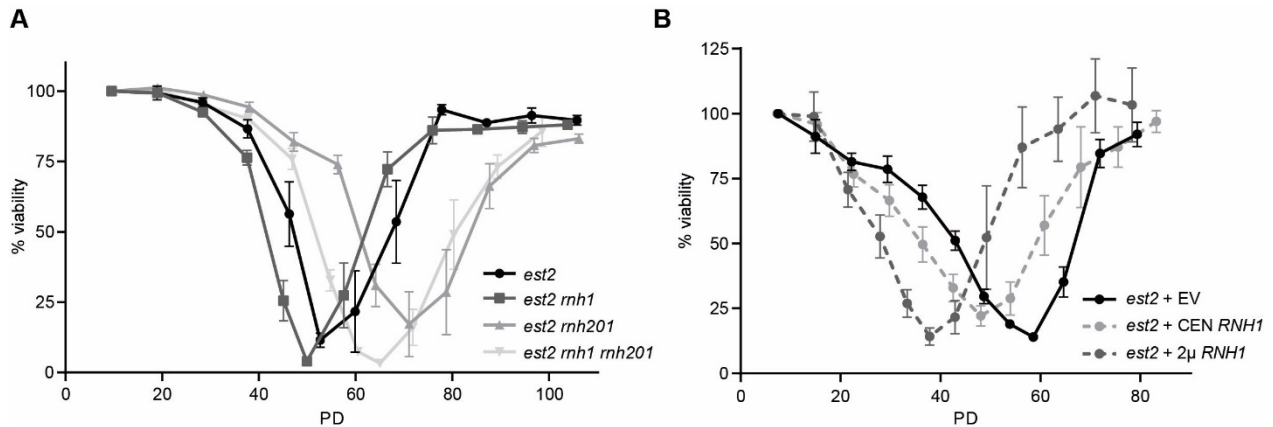 A
% viability
100
75
50
25
0
0
20
40
60
80
100
PD
est2
est2 rnh1
est2 rnh201
est2 rnh1 rnh201
B
% viability
125
100
75
50
25
0
0
20
40
60
80
PD
est2 + EV
est2 + CEN RNH1
est2 + 2μ RNH1